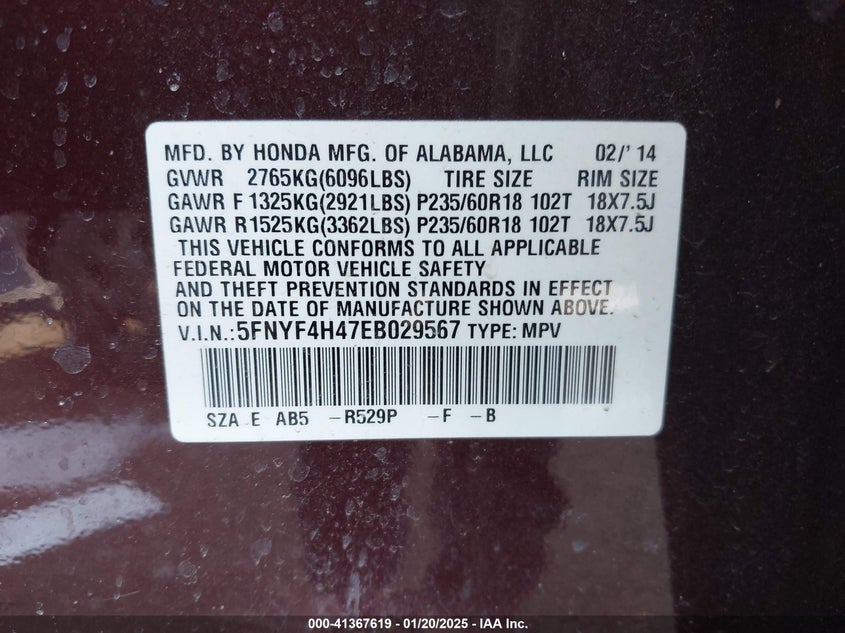 MFD. BY HONDA MFG. OF ALABAMA, LLC 02/'14
GVWR 2765KG(6096LBS) TIRE SIZE RIM SIZE
GAWR F 1325KG(2921LBS) P235/60R18 102T 18X7.5J
GAWR R1525KG(3362LBS) P235/60R18 102T 18X7.5J
THIS VEHICLE CONFORMS TO ALL APPLICABLE
FEDERAL MOTOR VEHICLE SAFETY
AND THEFT PREVENTION STANDARDS IN EFFECT
ON THE DATE OF MANUFACTURE SHOWN ABOVE.
V.I.N.:5FNYF4H47EB029567 TYPE: MPV
SZA E AB5 -R529P -F -B
000-41367619 - 01/20/2025 - IAA Inc.